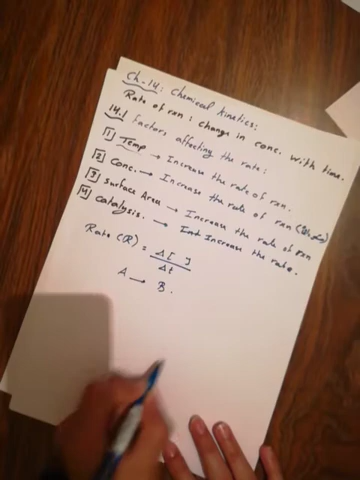 Ch.14: Chemical Kinetics:
Rate of rxn: change in conc. with time.
14.1 factors affecting the rate:
1 Temp → Increase the rate of rxn.
2 Conc. → Increase the rate of rxn
3 Surface Area → Increase the rate of rxn
4 Catalysis. → Increase the rate.
Rate (R) = Δ[ ] / Δt
A → B.